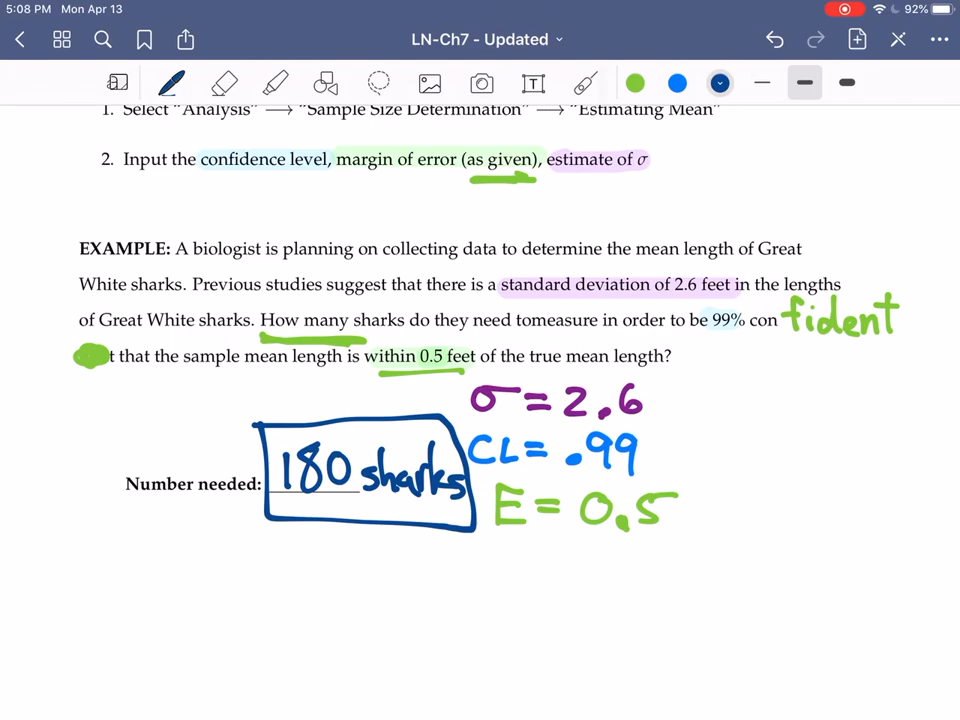 5:08 PM Mon Apr 13
92%
LN-Ch7 - Updated
T
1. Select "Analysis" → "Sample Size Determination" → "Estimating Mean"
2. Input the confidence level, margin of error (as given), estimate of σ
EXAMPLE: A biologist is planning on collecting data to determine the mean length of Great
White sharks. Previous studies suggest that there is a standard deviation of 2.6 feet in the lengths
of Great White sharks. How many sharks do they need tomeasure in order to be 99% con fident
t that the sample mean length is within 0.5 feet of the true mean length?
σ = 2.6
CL = .99
Number needed: 180 sharks
E = 0.5